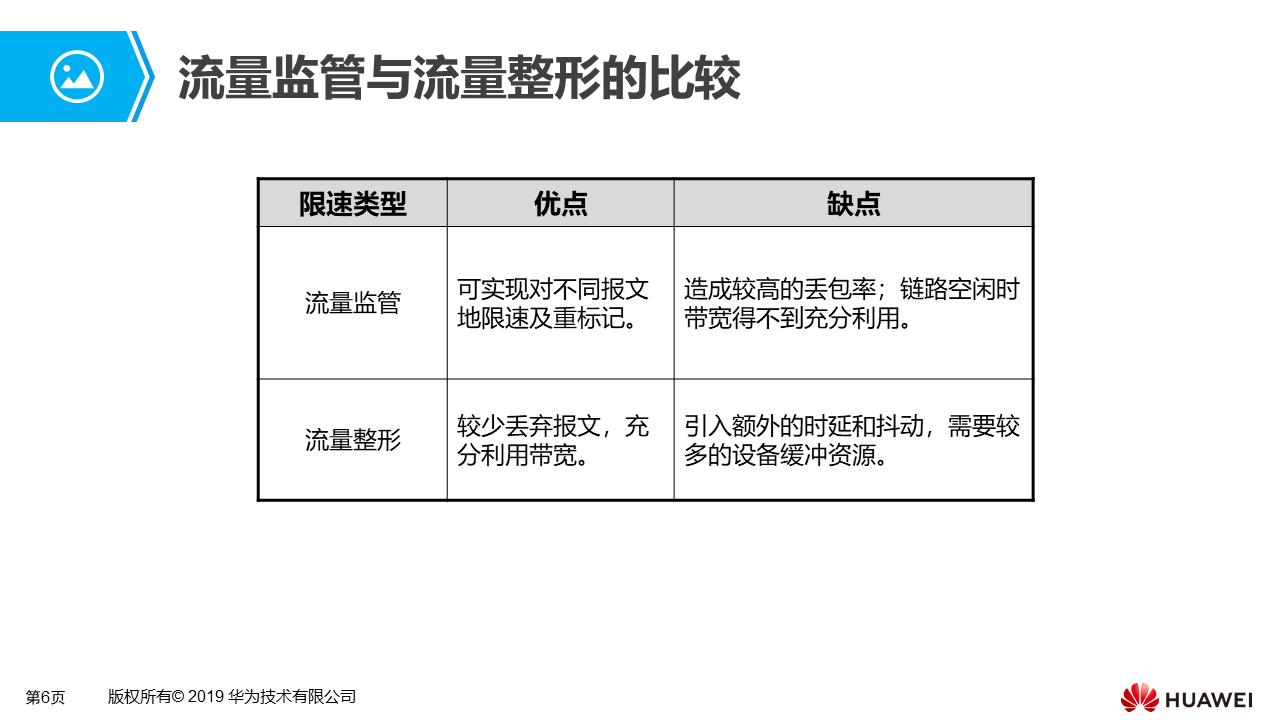 流量监管与流量整形的比较
限速类型 优点 缺点
流量监管
可实现对不同报文
地限速及重标记。
造成较高的丢包率；链路空闲时
带宽得不到充分利用。
流量整形
较少丢弃报文，充
分利用带宽。
引入额外的时延和抖动，需要较
多的设备缓冲资源。
第6页 版权所有© 2019 华为技术有限公司
HUAWEI